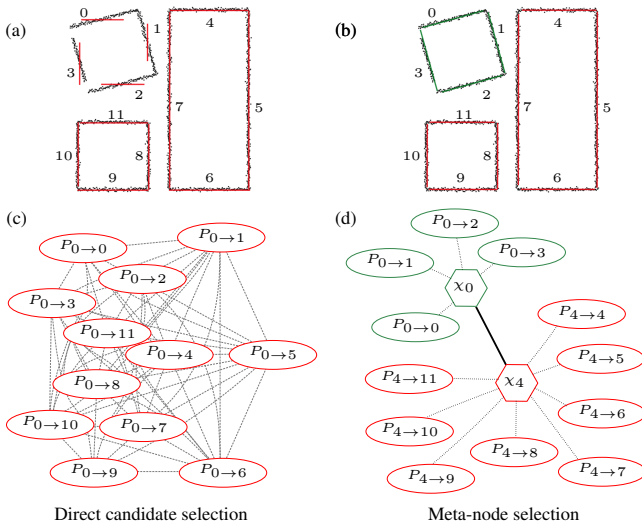 (a)
0
1
2
3
4
5
6
7
8
9
10
11
(b)
0
1
2
3
4
5
6
7
8
9
10
11
(c)
P0→0
P0→1
P0→2
P0→3
P0→11
P0→4
P0→5
P0→8
P0→10
P0→7
P0→9
P0→6
Direct candidate selection
(d)
P0→2
P0→1
P0→3
χ0
P0→0
P4→4
P4→5
P4→11
χ4
P4→6
P4→10
P4→8
P4→9
P4→7
Meta-node selection